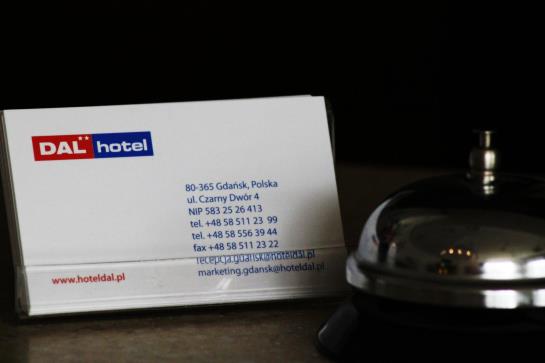 DAL hotel
80-365 Gdańsk, Polska
ul. Czarny Dwór 4
NIP 583 25 26 413
tel. +48 58 511 23 99
tel. +48 58 556 39 44
fax +48 58 511 23 22
recepcja.gdansk@hoteldal.pl
marketing.gdansk@hoteldal.pl
www.hoteldal.pl